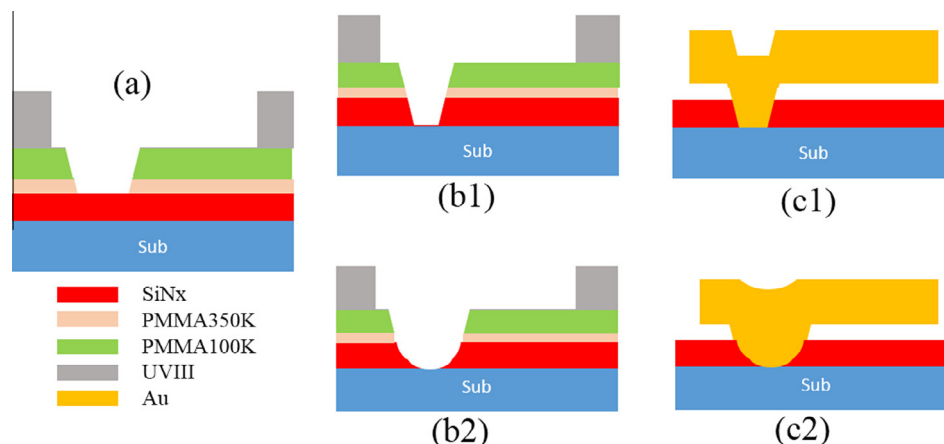 (a)
Sub
SiNx
PMMA350K
PMMA100K
UVIII
Au
Sub
(b1)
Sub
(b2)
Sub
(c1)
Sub
(c2)